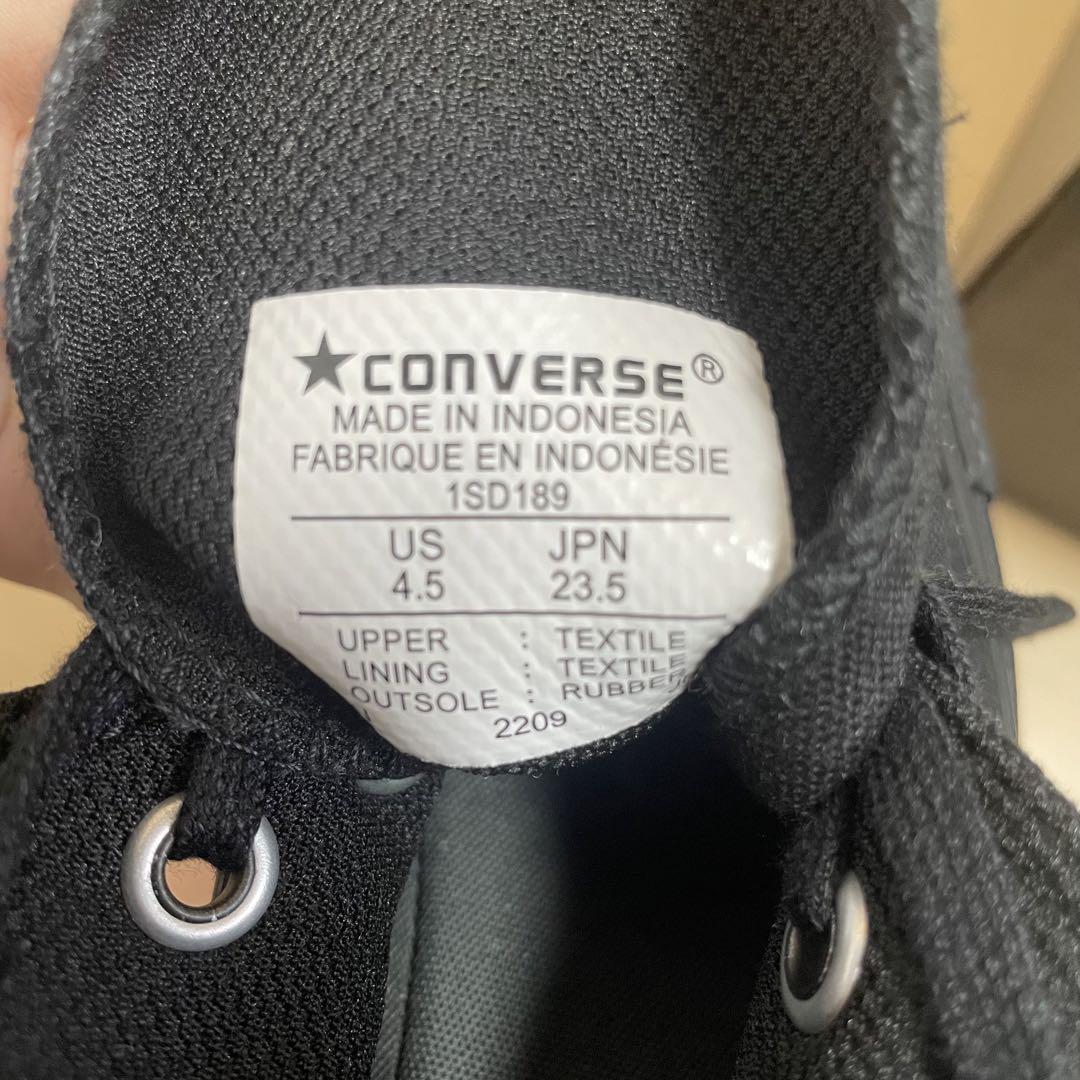 ★CONVERSE®
MADE IN INDONESIA
FABRIQUE EN INDONÉSIE
1SD189
US JPN
4.5 23.5
UPPER : TEXTILE
LINING : TEXTILE
OUTSOLE : RUBBER
2209